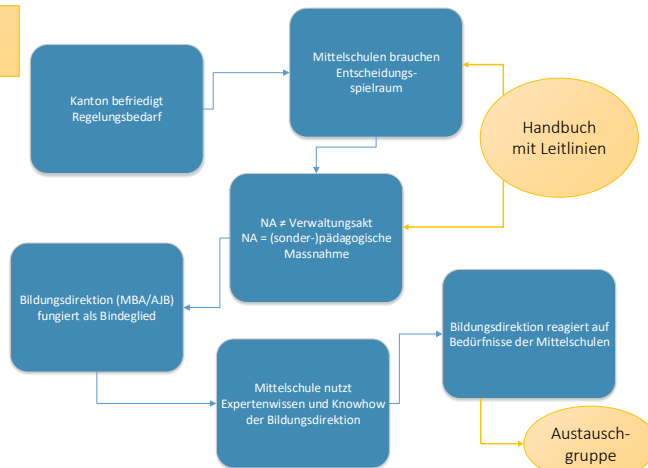 Kanton befriedigt
Regelungsbedarf
Mittelschulen brauchen
Entscheidungs-
spielraum
Handbuch
mit Leitlinien
NA ≠ Verwaltungsakt
NA = (sonder-)pädagogische
Massnahme
Bildungsdirektion (MBA/AJB)
fungiert als Bindeglied
Mittelschule nutzt
Expertenwissen und Knowhow
der Bildungsdirektion
Bildungsdirektion reagiert auf
Bedürfnisse der Mittelschulen
Austausch-
gruppe